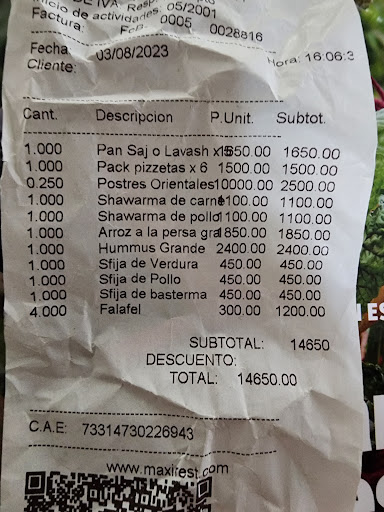 DE IVA. Resp
Inicio de actividades: 05/2001
Factura: 0005 0028816
Fecha: 03/08/2023 Hora: 16:06:3
Cliente:
Cant. Descripcion P.Unit. Subtot.
1.000 Pan Saj o Lavash x5 1650.00 1650.00
1.000 Pack pizzetas x 6 1500.00 1500.00
0.250 Postres Orientales 10000.00 2500.00
1.000 Shawarma de carne 1100.00 1100.00
1.000 Shawarma de pollo 1100.00 1100.00
1.000 Arroz a la persa gra 1850.00 1850.00
1.000 Hummus Grande 2400.00 2400.00
1.000 Sfija de Verdura 450.00 450.00
1.000 Sfija de Pollo 450.00 450.00
1.000 Sfija de basterma 450.00 450.00
4.000 Falafel 300.00 1200.00
SUBTOTAL: 14650
DESCUENTO:
TOTAL: 14650.00
C.A.E: 73314730226943
www.maxirest.com